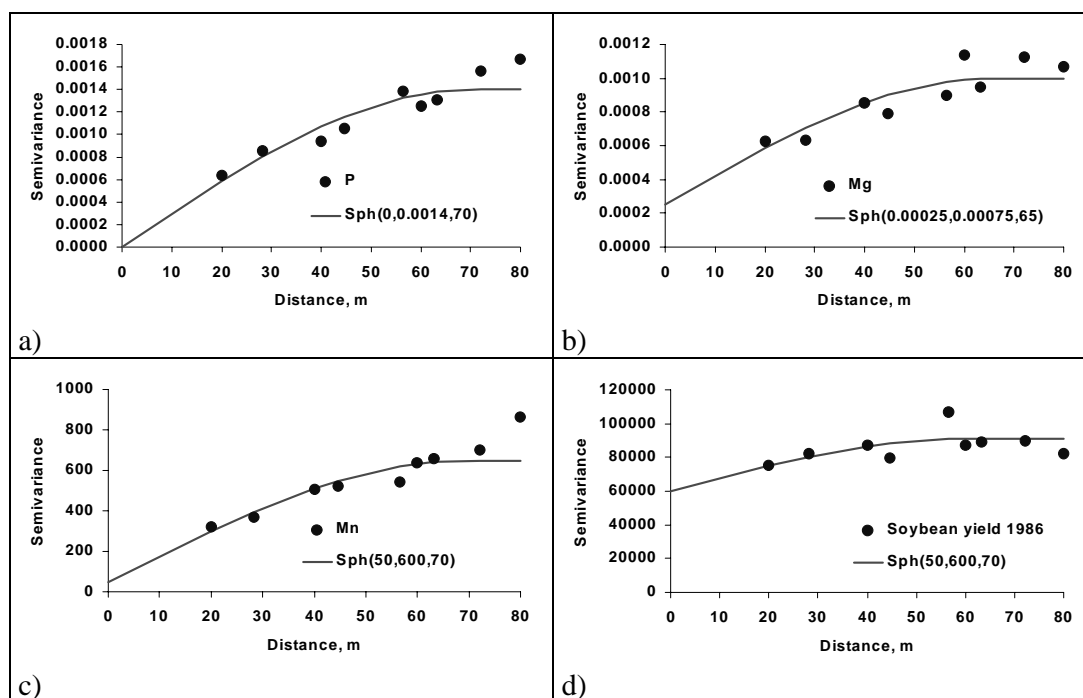 0.0018
0.0016
0.0014
0.0012
0.0010
0.0008
0.0006
0.0004
0.0002
0.0000
Semivariance
P
Sph(0,0.0014,70)
0 10 20 30 40 50 60 70 80
Distance, m
a)
0.0012
0.0010
0.0008
0.0006
0.0004
0.0002
0.0000
Semivariance
Mg
Sph(0.00025,0.00075,65)
0 10 20 30 40 50 60 70 80
Distance, m
b)
1000
800
600
400
200
0
Semivariance
Mn
Sph(50,600,70)
0 10 20 30 40 50 60 70 80
Distance, m
c)
120000
100000
80000
60000
40000
20000
0
Semivariance
Soybean yield 1986
Sph(50,600,70)
0 10 20 30 40 50 60 70 80
Distance, m
d)